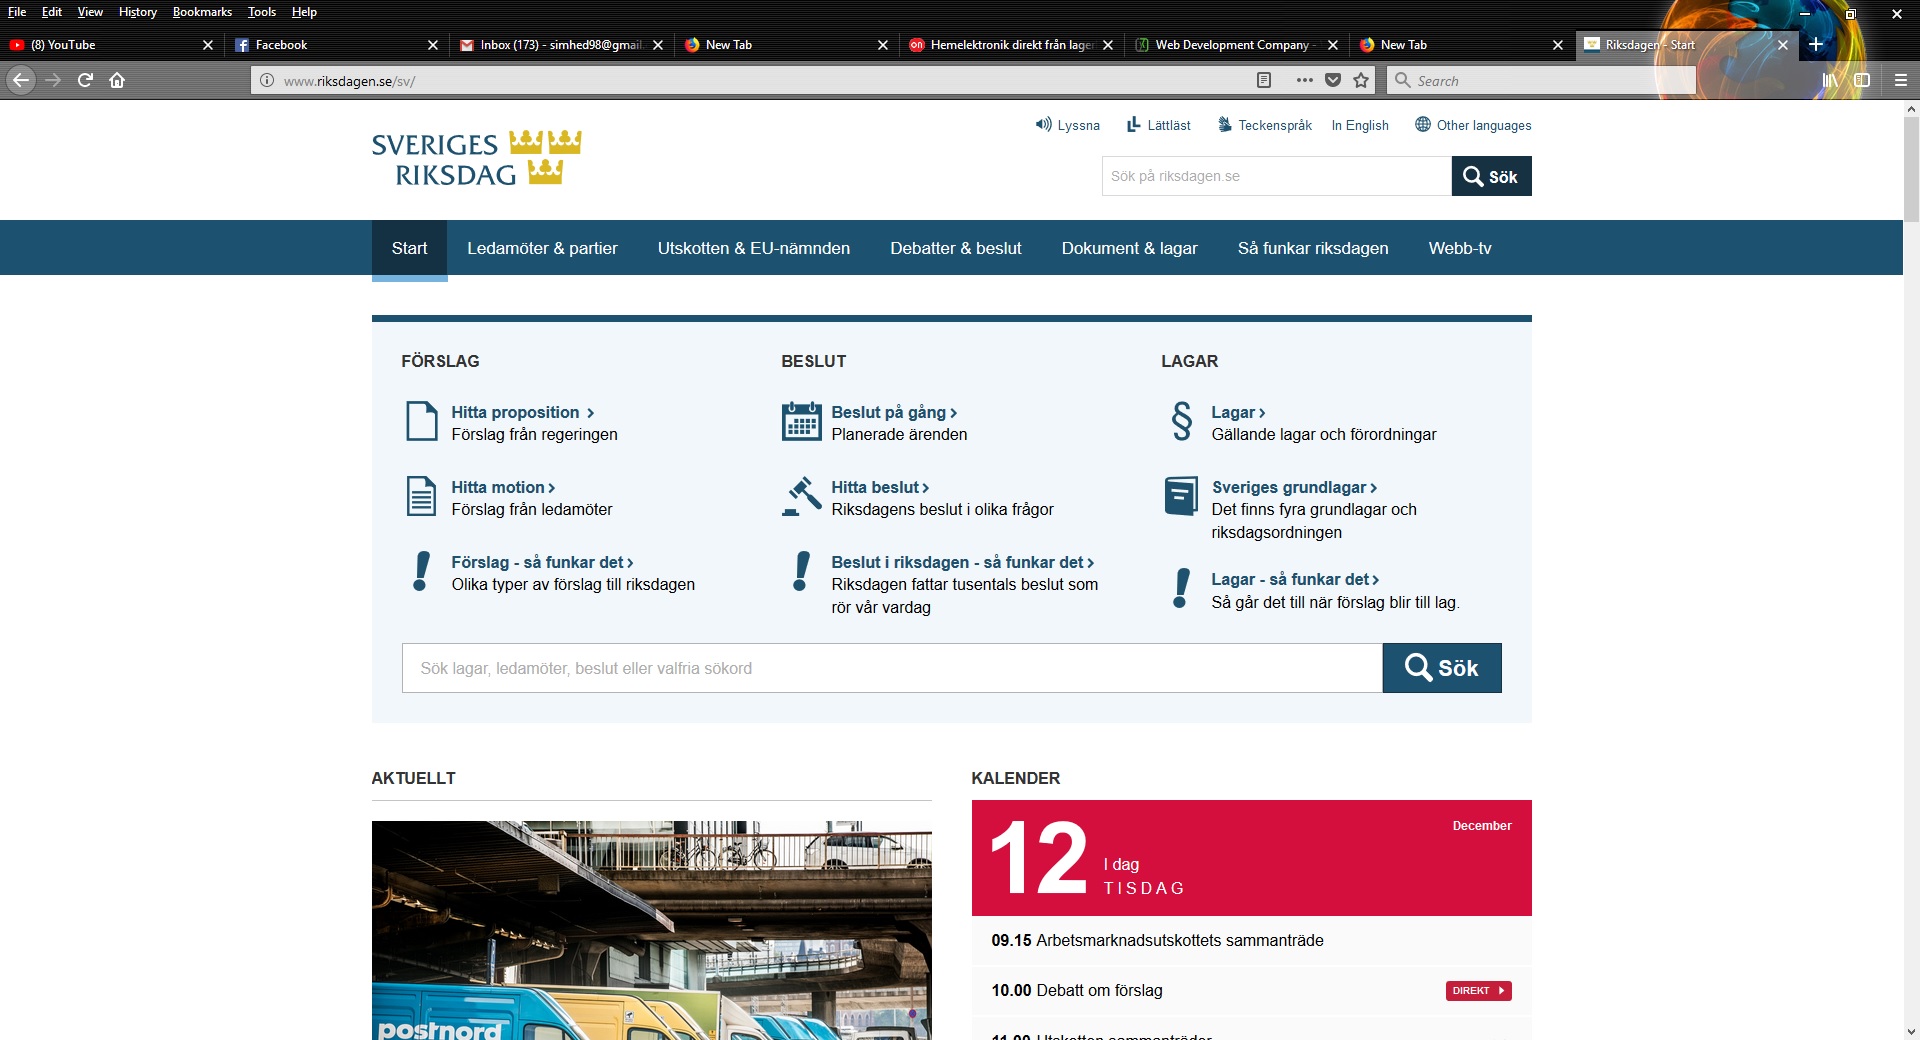 File Edit View History Bookmarks Tools Help
(8) YouTube
Facebook
Inbox (173) - simhed98@gmail.
New Tab
Hemelektronik direkt från lager
Web Development Company -
New Tab
Riksdagen - Start
www.riksdagen.se/sv/
Search
Lyssna
Lättläst
Teckenspråk
In English
Other languages
SVERIGES
RIKSDAG
Sök på riksdagen.se
Sök
Start
Ledamöter & partier
Utskotten & EU-nämnden
Debatter & beslut
Dokument & lagar
Så funkar riksdagen
Webb-tv
FÖRSLAG
Hitta proposition
Förslag från regeringen
Hitta motion
Förslag från ledamöter
Förslag - så funkar det
Olika typer av förslag till riksdagen
BESLUT
Beslut på gång
Planerade ärenden
Hitta beslut
Riksdagens beslut i olika frågor
Beslut i riksdagen - så funkar det
Riksdagen fattar tusentals beslut som
rör vår vardag
LAGAR
§
Lagar
Gällande lagar och förordningar
Sveriges grundlagar
Det finns fyra grundlagar och
riksdagsordningen
Lagar - så funkar det
Så går det till när förslag blir till lag.
Sök lagar, ledamöter, beslut eller valfria sökord
Sök
AKTUELLT
postnord
KALENDER
December
12
I dag
TISDAG
09.15 Arbetsmarknadsutskottets sammanträde
10.00 Debatt om förslag
DIREKT
11.00 Utskotten sammanträder